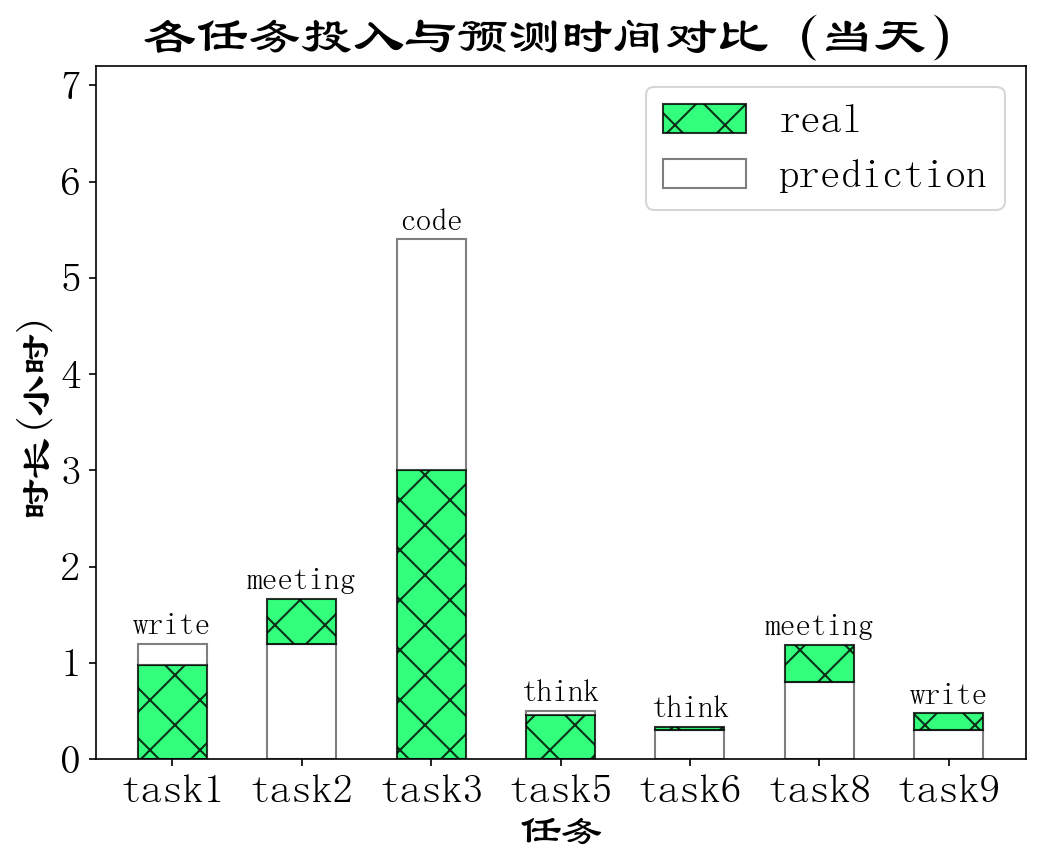 各任务投入与预测时间对比 (当天)
7
6
5
4
3
2
1
0
时长(小时)
real
prediction
code
meeting
write
think
think
meeting
write
task1 task2 task3 task5 task6 task8 task9
任务